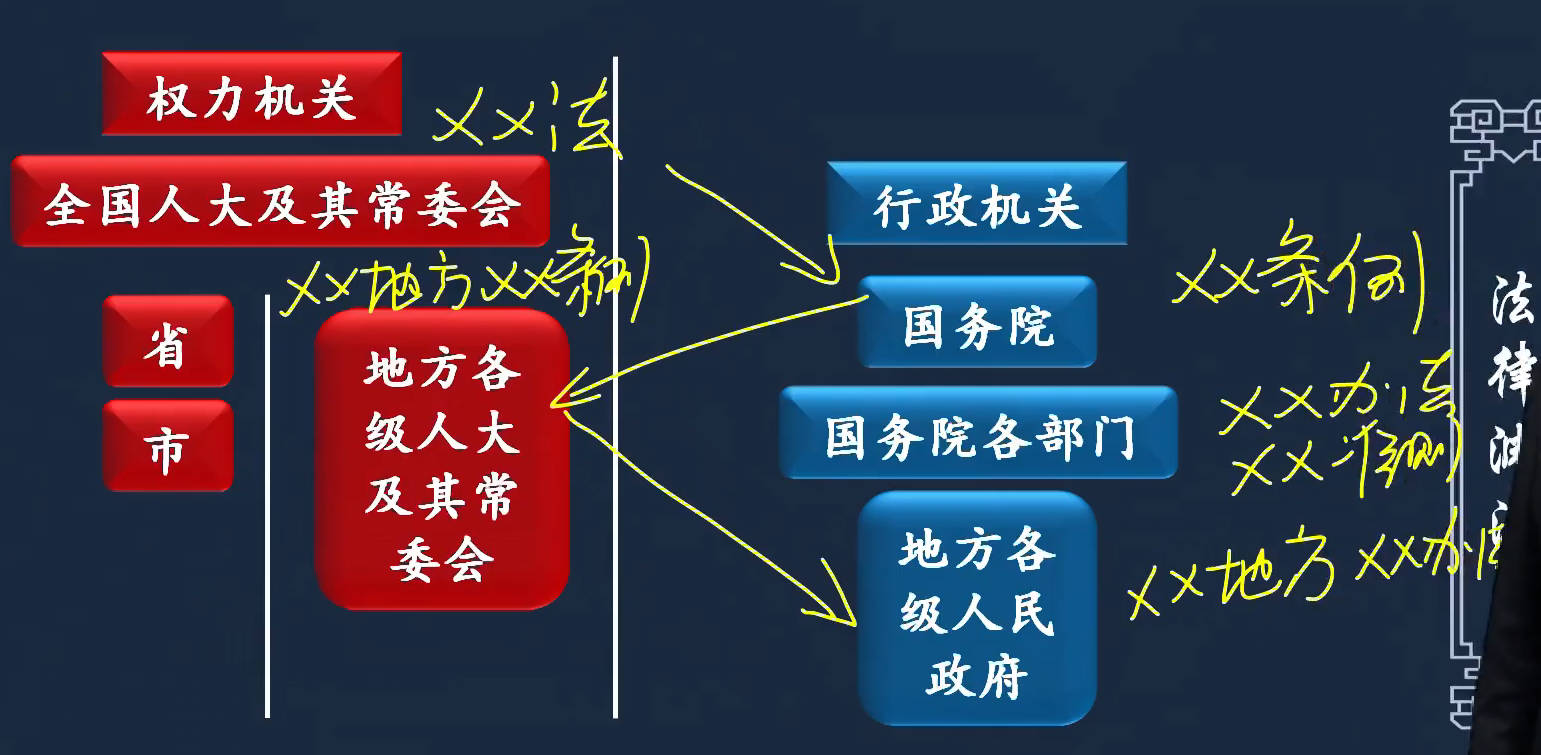 权力机关
XX法
全国人大及其常委会
XX地方XX条例
省
市
地方各
级人大
及其常
委会
行政机关
国务院
XX条例
国务院各部门
XX办法
XX准则
地方各
级人民
政府
XX地方XX办法
法
律